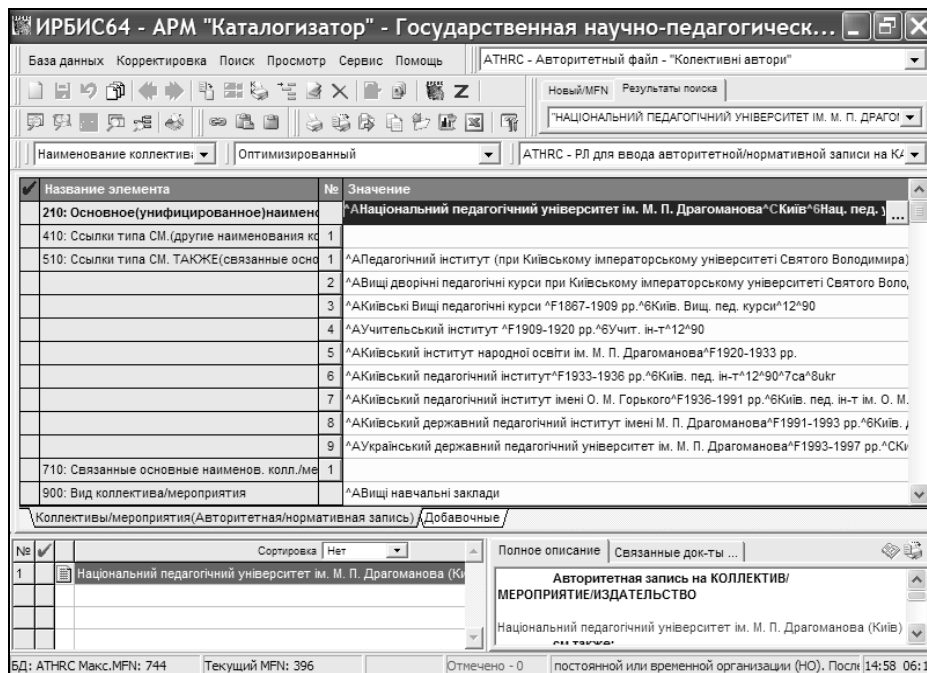 ИРБИС64 - АРМ "Каталогизатор" - Государственная научно-педагогическ...
База данных Корректировка Поиск Просмотр Сервис Помощь
ATHRC - Авторитетный файл - "Колективні автори"
Новый/MFN Результаты поиска
"НАЦІОНАЛЬНИЙ ПЕДАГОГІЧНИЙ УНІВЕРСИТЕТ ІМ. М. П. ДРАГО
Наименование коллектив
Оптимизированный
ATHRC - РЛ для ввода авторитетной/нормативной записи на КА
Название элемента № Значение
210: Основное(унифицированное)наимено ^AНаціональний педагогічний університет ім. М. П. Драгоманова^CКиїв^6Нац. пед. у ...
410: Ссылки типа СМ.(другие наименования ко 1
510: Ссылки типа СМ. ТАКЖЕ(связанные осно 1 ^AПедагогічний інститут (при Київському імператорському університеті Святого Володимира)
2 ^AВищі дворічні педагогічні курси при Київському імператорському університеті Святого Воло
3 ^AКиївські Вищі педагогічні курси ^F1867-1909 рр.^6Київ. Вищ. пед. курси^12^90
4 ^AУчительський інститут ^F1909-1920 рр.^6Учит. ін-т^12^90
5 ^AКиївський інститут народної освіти ім. М. П. Драгоманова^F1920-1933 рр.
6 ^AКиївський педагогічний інститут^F1933-1936 рр.^6Київ. пед. ін-т^12^90^7ca^8ukr
7 ^AКиївський педагогічний інститут імені О. М. Горького^F1936-1991 рр.^6Київ. пед. ін-т ім. О. М.
8 ^AКиївський державний педагогічний інститут імені М. П. Драгоманова^F1991-1993 рр.^6Київ. д
9 ^AУкраїнський державний педагогічний університет ім. М. П. Драгоманова^F1993-1997 рр.^CКи
710: Связанные основные наименов. колл./ме 1
900: Вид коллектива/мероприятия ^AВищі навчальні заклади
Коллективы/мероприятия(Авторитетная/нормативная запись) Добавочные
№ Сортировка Нет
1 Національний педагогічний університет ім. М. П. Драгоманова (Ки
Полное описание Связанные док-ты ...
Авторитетная запись на КОЛЛЕКТИВ/
МЕРОПРИЯТИЕ/ИЗДАТЕЛЬСТВО
Національний педагогічний університет ім. М. П. Драгоманова (Київ)
см также:
БД: ATHRC Макс.MFN: 744 Текущий MFN: 396 Отмечено - 0 постоянной или временной организации (НО). После 14:58 06:1